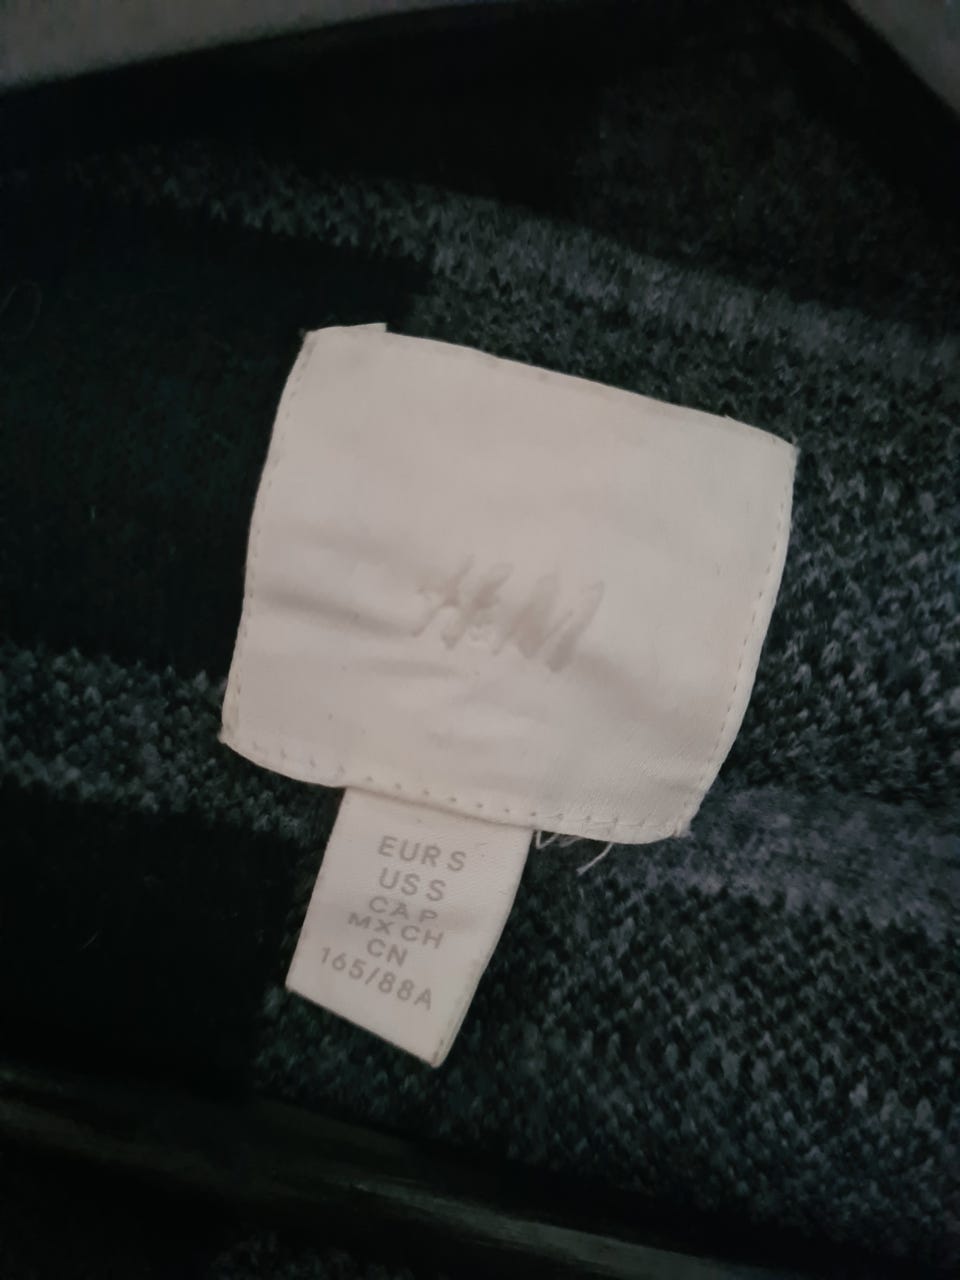 H&M
EUR S
US S
CA P
MX CH
CN
165/88A